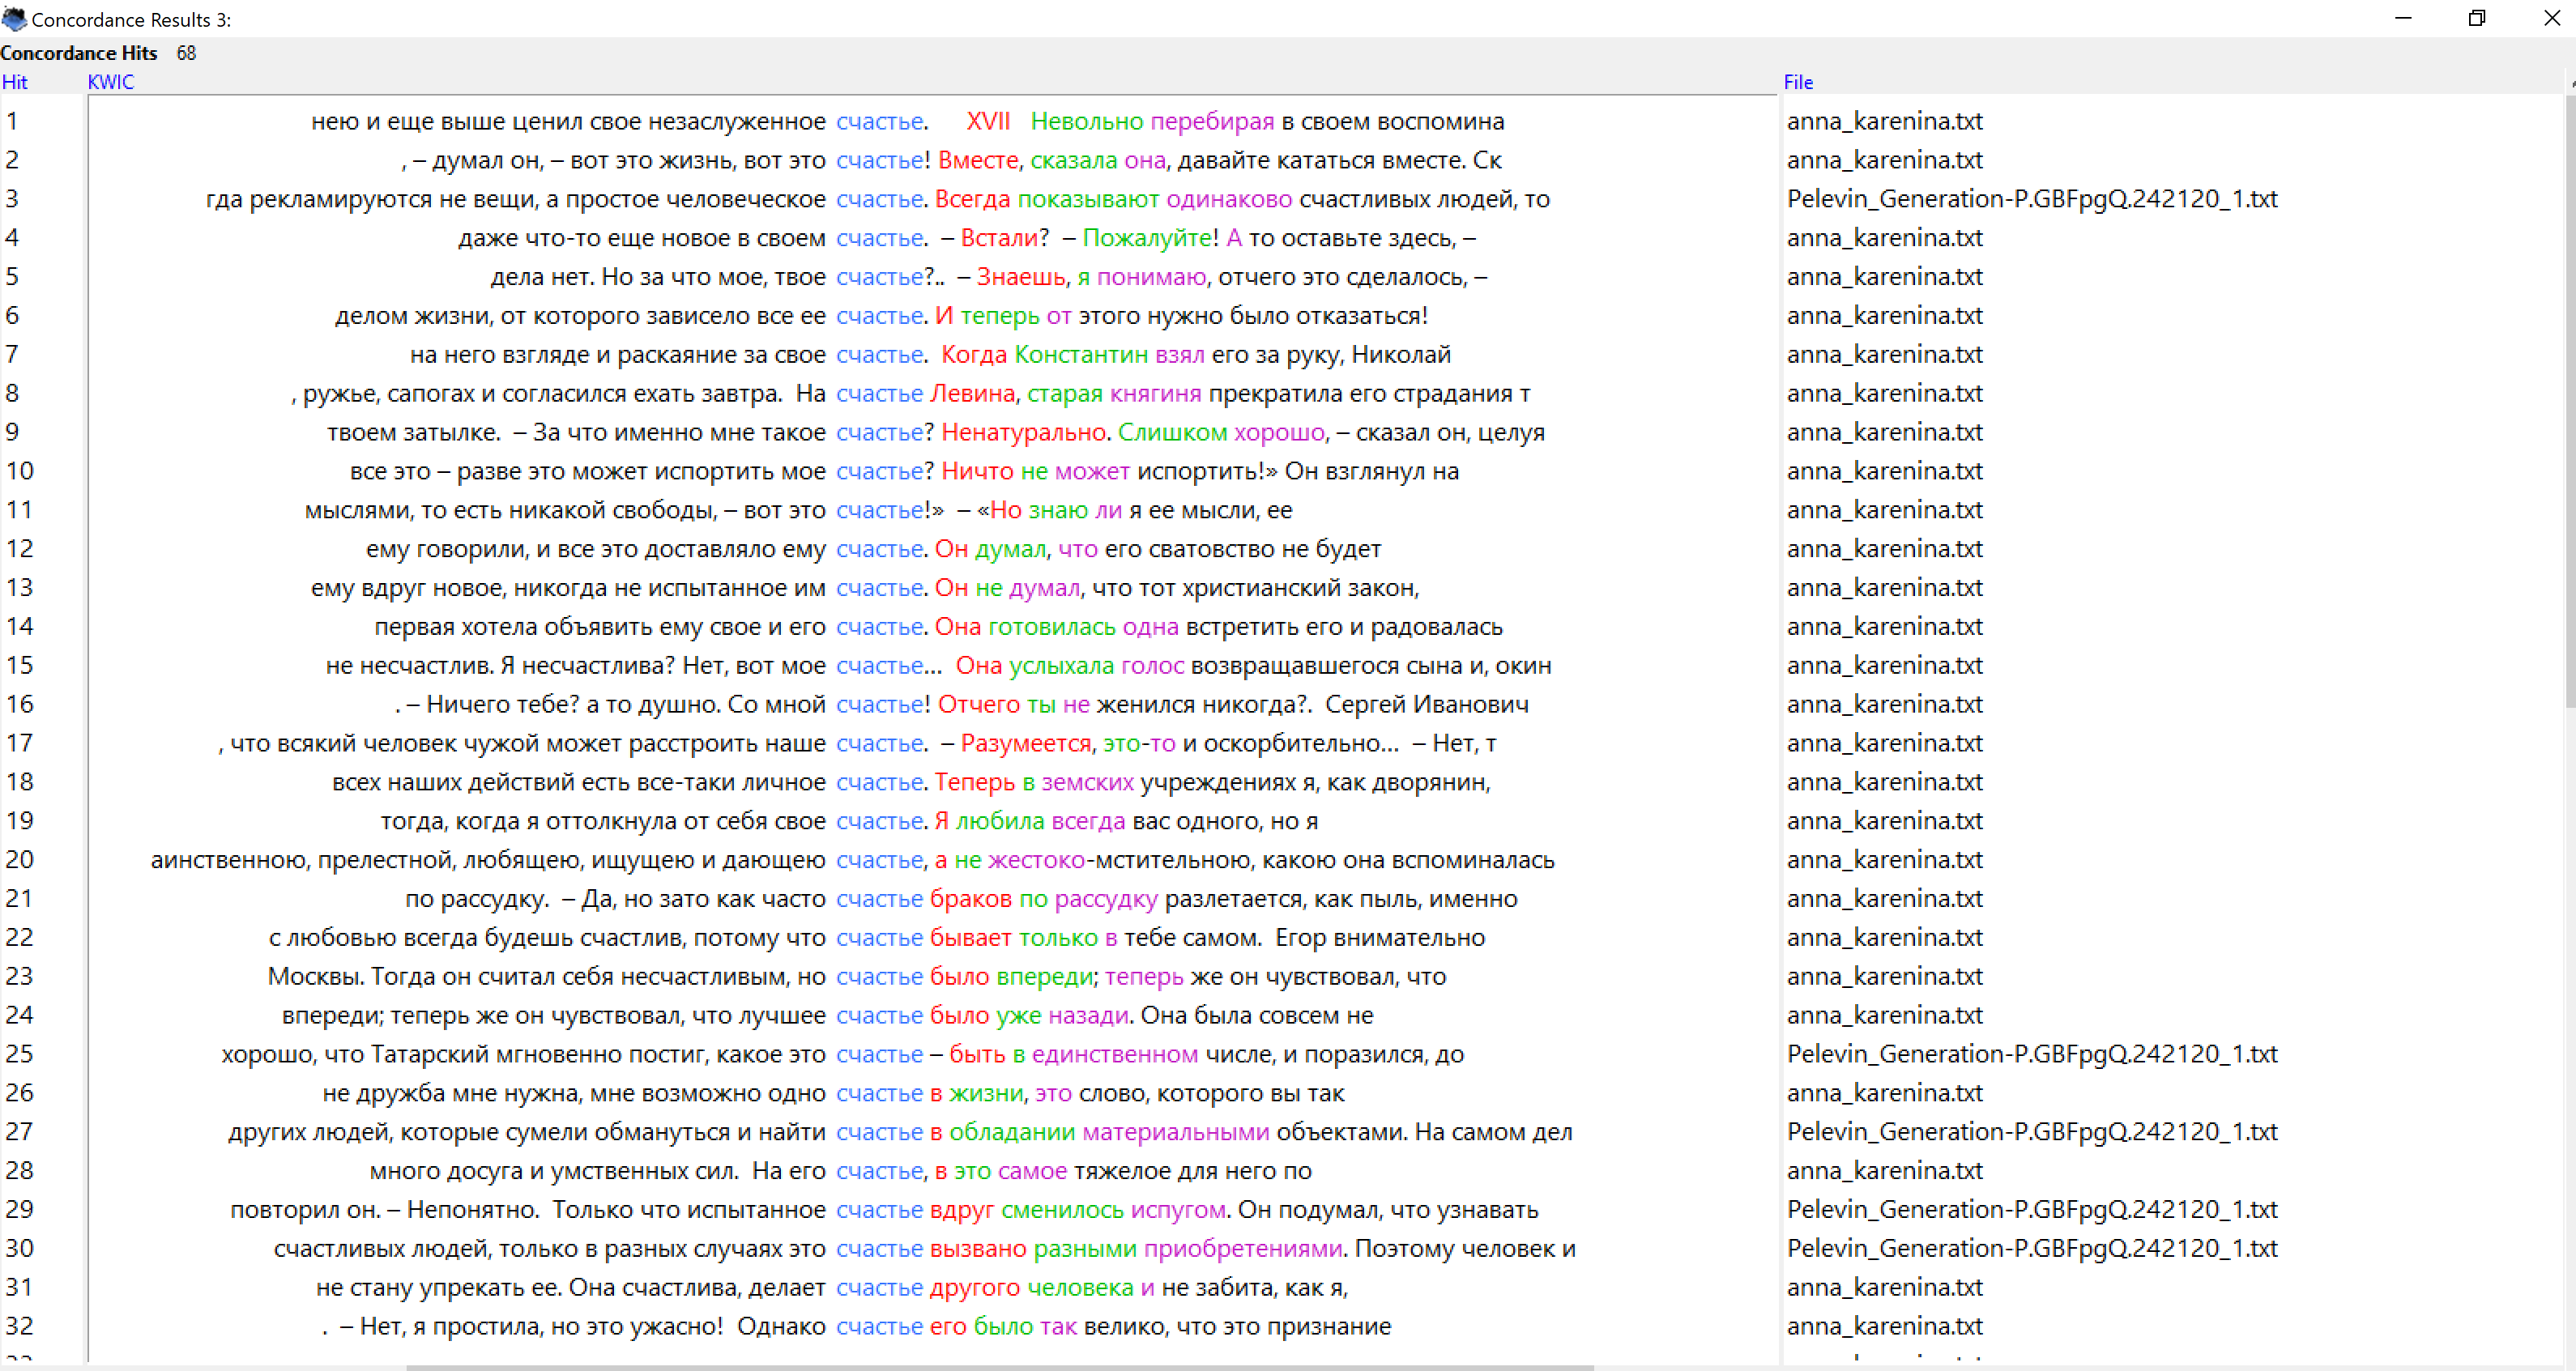 Concordance Results 3:
Concordance Hits 68
Hit KWIC File
1 нею и еще выше ценил свое незаслуженное счастье. XVII Невольно перебирая в своем воспомина anna_karenina.txt
2 , – думал он, – вот это жизнь, вот это счастье! Вместе, сказала она, давайте кататься вместе. Ск anna_karenina.txt
3 гда рекламируются не вещи, а простое человеческое счастье. Всегда показывают одинаково счастливых людей, то Pelevin_Generation-P.GBFpgQ.242120_1.txt
4 даже что-то еще новое в своем счастье. – Встали? – Пожалуйте! А то оставьте здесь, – anna_karenina.txt
5 дела нет. Но за что мое, твое счастье?.. – Знаешь, я понимаю, отчего это сделалось, – anna_karenina.txt
6 делом жизни, от которого зависело все ее счастье. И теперь от этого нужно было отказаться! anna_karenina.txt
7 на него взгляде и раскаяние за свое счастье. Когда Константин взял его за руку, Николай anna_karenina.txt
8 , ружье, сапогах и согласился ехать завтра. На счастье Левина, старая княгиня прекратила его страдания т anna_karenina.txt
9 твоем затылке. – За что именно мне такое счастье? Ненатурально. Слишком хорошо, – сказал он, целуя anna_karenina.txt
10 все это – разве это может испортить мое счастье? Ничто не может испортить!» Он взглянул на anna_karenina.txt
11 мыслями, то есть никакой свободы, – вот это счастье!» – «Но знаю ли я ее мысли, ее anna_karenina.txt
12 ему говорили, и все это доставляло ему счастье. Он думал, что его сватовство не будет anna_karenina.txt
13 ему вдруг новое, никогда не испытанное им счастье. Он не думал, что тот христианский закон, anna_karenina.txt
14 первая хотела объявить ему свое и его счастье. Она готовилась одна встретить его и радовалась anna_karenina.txt
15 не несчастлив. Я несчастлива? Нет, вот мое счастье... Она услыхала голос возвращавшегося сына и, окин anna_karenina.txt
16 . – Ничего тебе? а то душно. Со мной счастье! Отчего ты не женился никогда?. Сергей Иванович anna_karenina.txt
17 , что всякий человек чужой может расстроить наше счастье. – Разумеется, это-то и оскорбительно... – Нет, т anna_karenina.txt
18 всех наших действий есть все-таки личное счастье. Теперь в земских учреждениях я, как дворянин, anna_karenina.txt
19 тогда, когда я оттолкнула от себя свое счастье. Я любила всегда вас одного, но я anna_karenina.txt
20 аинственною, прелестной, любящею, ищущею и дающею счастье, а не жестоко-мстительною, какою она вспоминалась anna_karenina.txt
21 по рассудку. – Да, но зато как часто счастье браков по рассудку разлетается, как пыль, именно anna_karenina.txt
22 с любовью всегда будешь счастлив, потому что счастье бывает только в тебе самом. Егор внимательно anna_karenina.txt
23 Москвы. Тогда он считал себя несчастливым, но счастье было впереди; теперь же он чувствовал, что anna_karenina.txt
24 впереди; теперь же он чувствовал, что лучшее счастье было уже назади. Она была совсем не anna_karenina.txt
25 хорошо, что Татарский мгновенно постиг, какое это счастье – быть в единственном числе, и поразился, до Pelevin_Generation-P.GBFpgQ.242120_1.txt
26 не дружба мне нужна, мне возможно одно счастье в жизни, это слово, которого вы так anna_karenina.txt
27 других людей, которые сумели обмануться и найти счастье в обладании материальными объектами. На самом дел Pelevin_Generation-P.GBFpgQ.242120_1.txt
28 много досуга и умственных сил. На его счастье, в это самое тяжелое для него по anna_karenina.txt
29 повторил он. – Непонятно. Только что испытанное счастье вдруг сменилось испугом. Он подумал, что узнавать Pelevin_Generation-P.GBFpgQ.242120_1.txt
30 счастливых людей, только в разных случаях это счастье вызвано разными приобретениями. Поэтому человек и Pelevin_Generation-P.GBFpgQ.242120_1.txt
31 не стану упрекать ее. Она счастлива, делает счастье другого человека и не забита, как я, anna_karenina.txt
32 . – Нет, я простила, но это ужасно! Однако счастье его было так велико, что это признание anna_karenina.txt